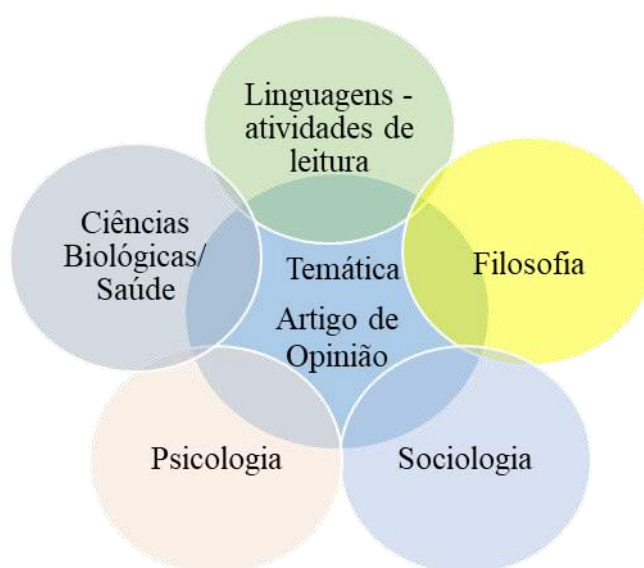 Linguagens -
atividades de
leitura
Ciências
Biológicas/
Saúde
Temática
Artigo de
Opinião
Filosofia
Psicologia
Sociologia